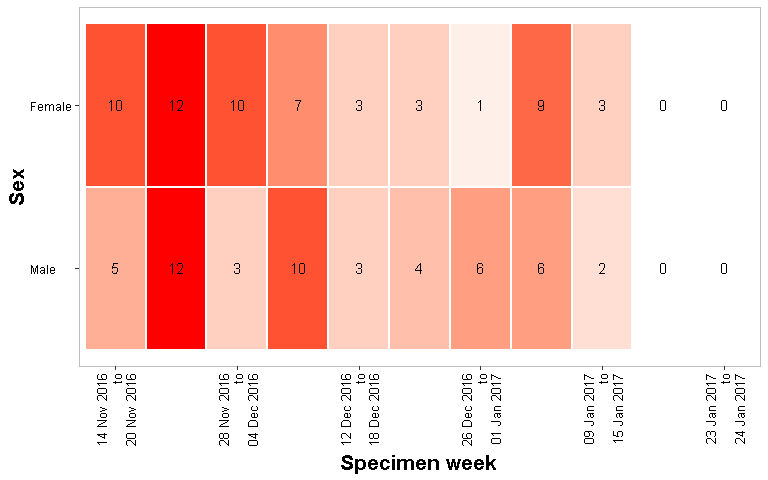 Female
10 12 10 7 3 3 1 9 3 0 0
Sex
Male
5 12 3 10 3 4 6 6 2 0 0
14 Nov 2016
to
20 Nov 2016
28 Nov 2016
to
04 Dec 2016
12 Dec 2016
to
18 Dec 2016
26 Dec 2016
to
01 Jan 2017
09 Jan 2017
to
15 Jan 2017
23 Jan 2017
to
24 Jan 2017
Specimen week